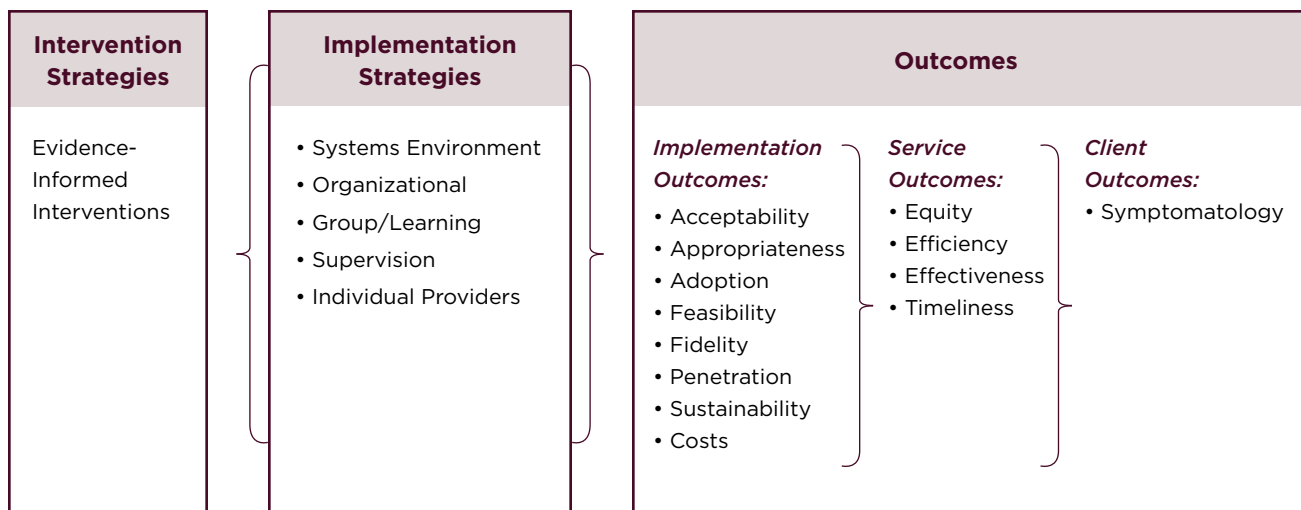 Intervention
Strategies
Evidence-
Informed
Interventions
Implementation
Strategies
• Systems Environment
• Organizational
• Group/Learning
• Supervision
• Individual Providers
Outcomes
Implementation
Outcomes:
• Acceptability
• Appropriateness
• Adoption
• Feasibility
• Fidelity
• Penetration
• Sustainability
• Costs
Service
Outcomes:
• Equity
• Efficiency
• Effectiveness
• Timeliness
Client
Outcomes:
• Symptomatology